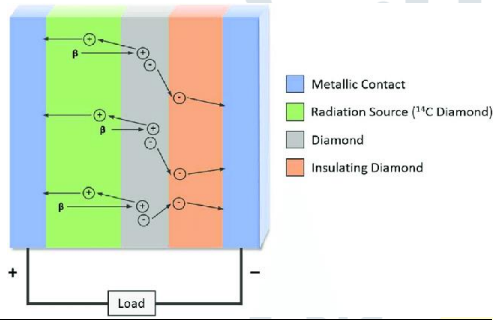 β
β
β
Metallic Contact
Radiation Source (¹⁴C Diamond)
Diamond
Insulating Diamond
+ −
Load